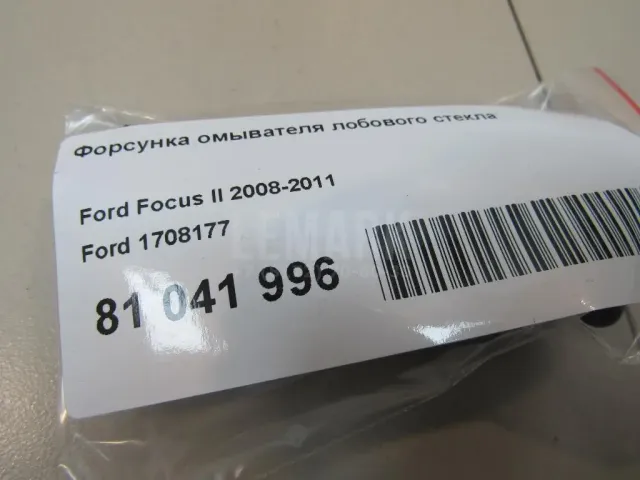 Форсунка омывателя лобового стекла
Ford Focus II 2008-2011
Ford 1708177
81 041 996